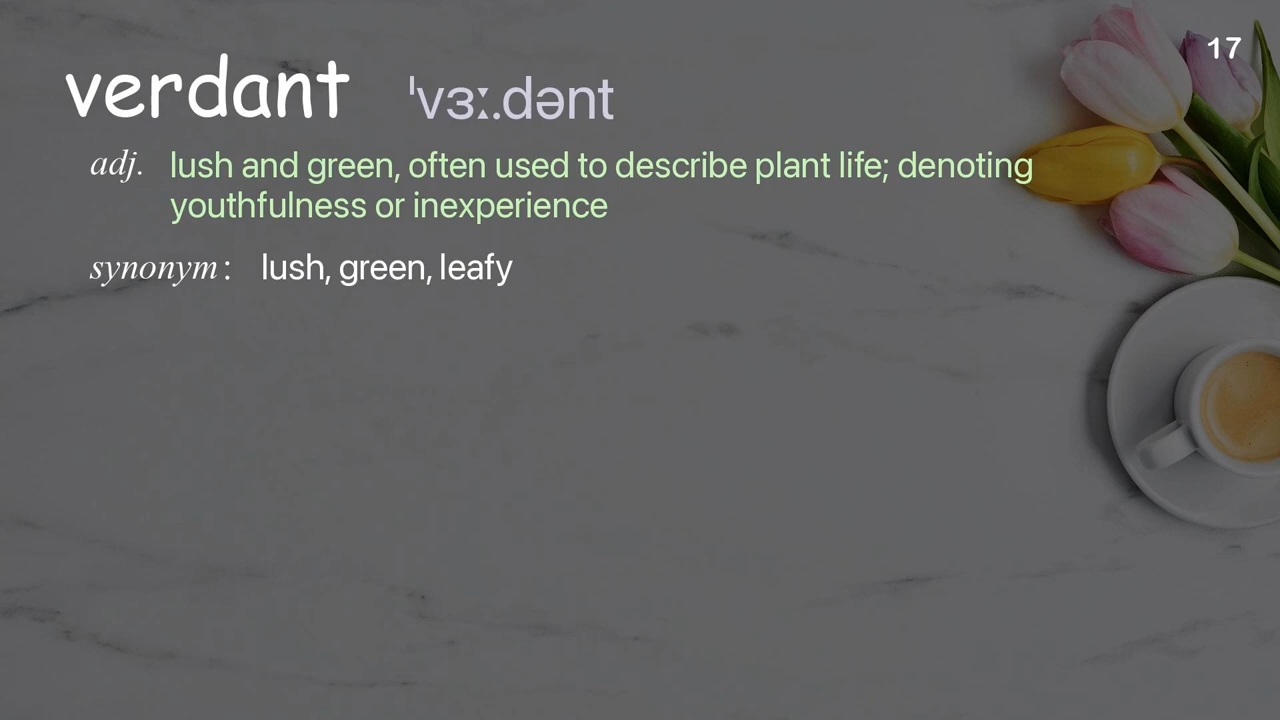 17
verdant ˈvɜː.dənt
adj. lush and green, often used to describe plant life; denoting
youthfulness or inexperience
synonym: lush, green, leafy